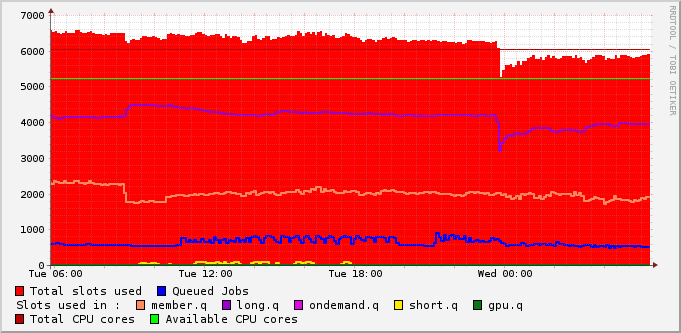 7000
6000
5000
4000
3000
2000
1000
0
Tue 06:00 Tue 12:00 Tue 18:00 Wed 00:00
Total slots used Queued Jobs
Slots used in : member.q long.q ondemand.q short.q gpu.q
Total CPU cores Available CPU cores
RRDTOOL / TOBI OETIKER